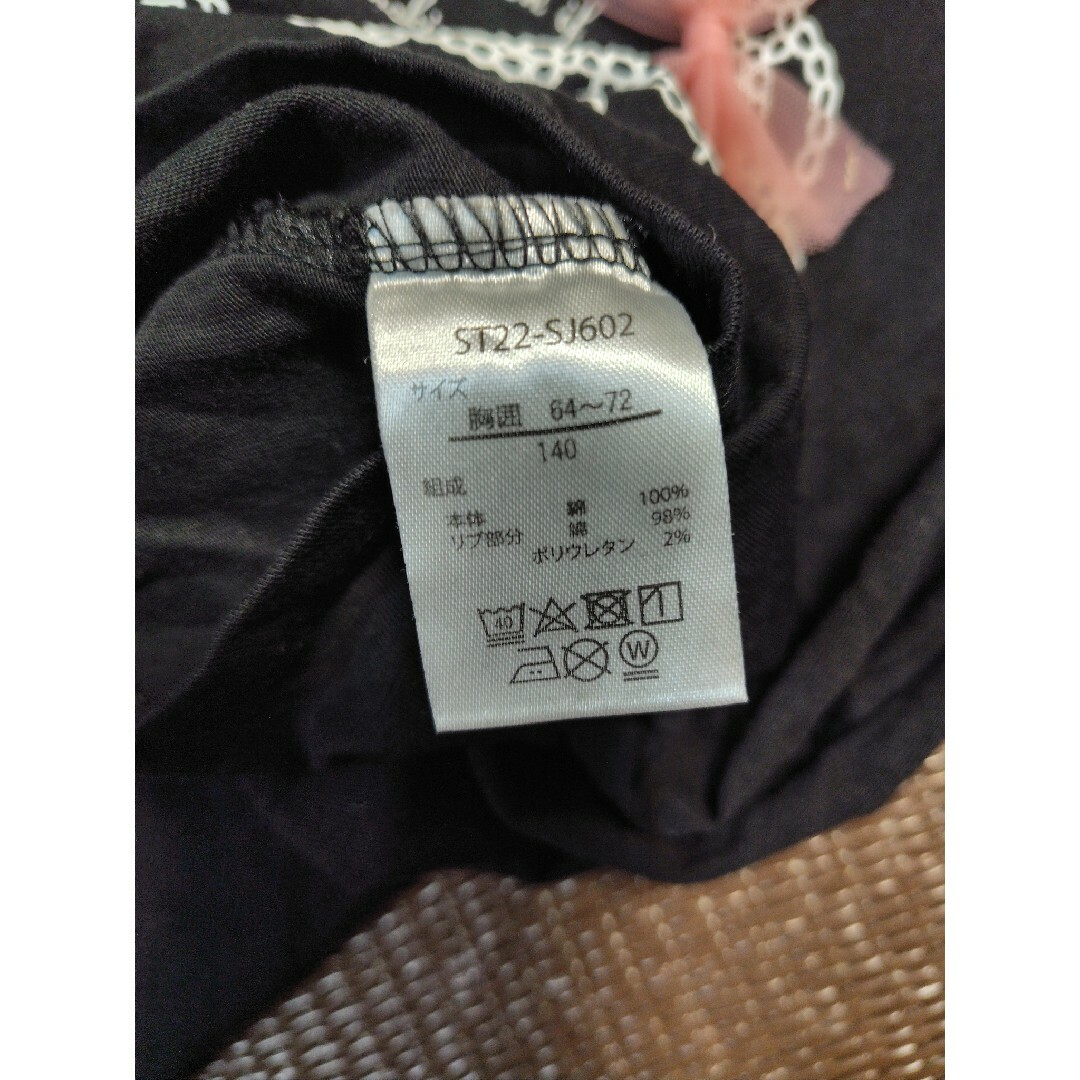 ST22-SJ602
サイズ
胸囲 64～72
140
組成
本体 綿 100%
リブ部分 綿 98%
ポリウレタン 2%
40
W